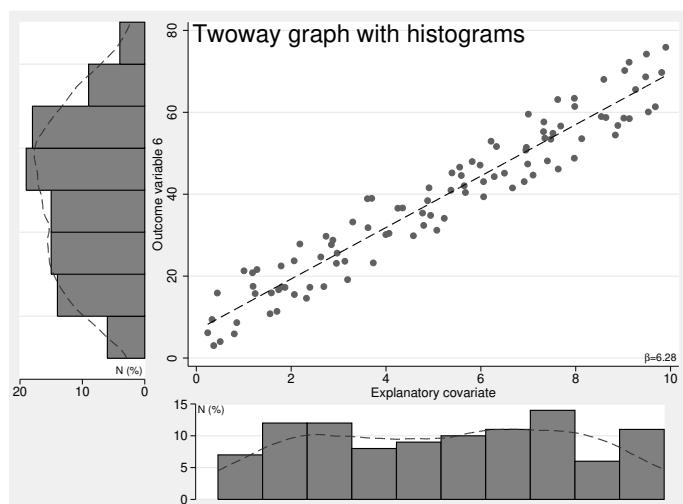 Twoway graph with histograms
Outcome variable 6
80
60
40
20
0
β=6.28
0 2 4 6 8 10
Explanatory covariate
N (%)
20 10 0
15
10
5
0
N (%)